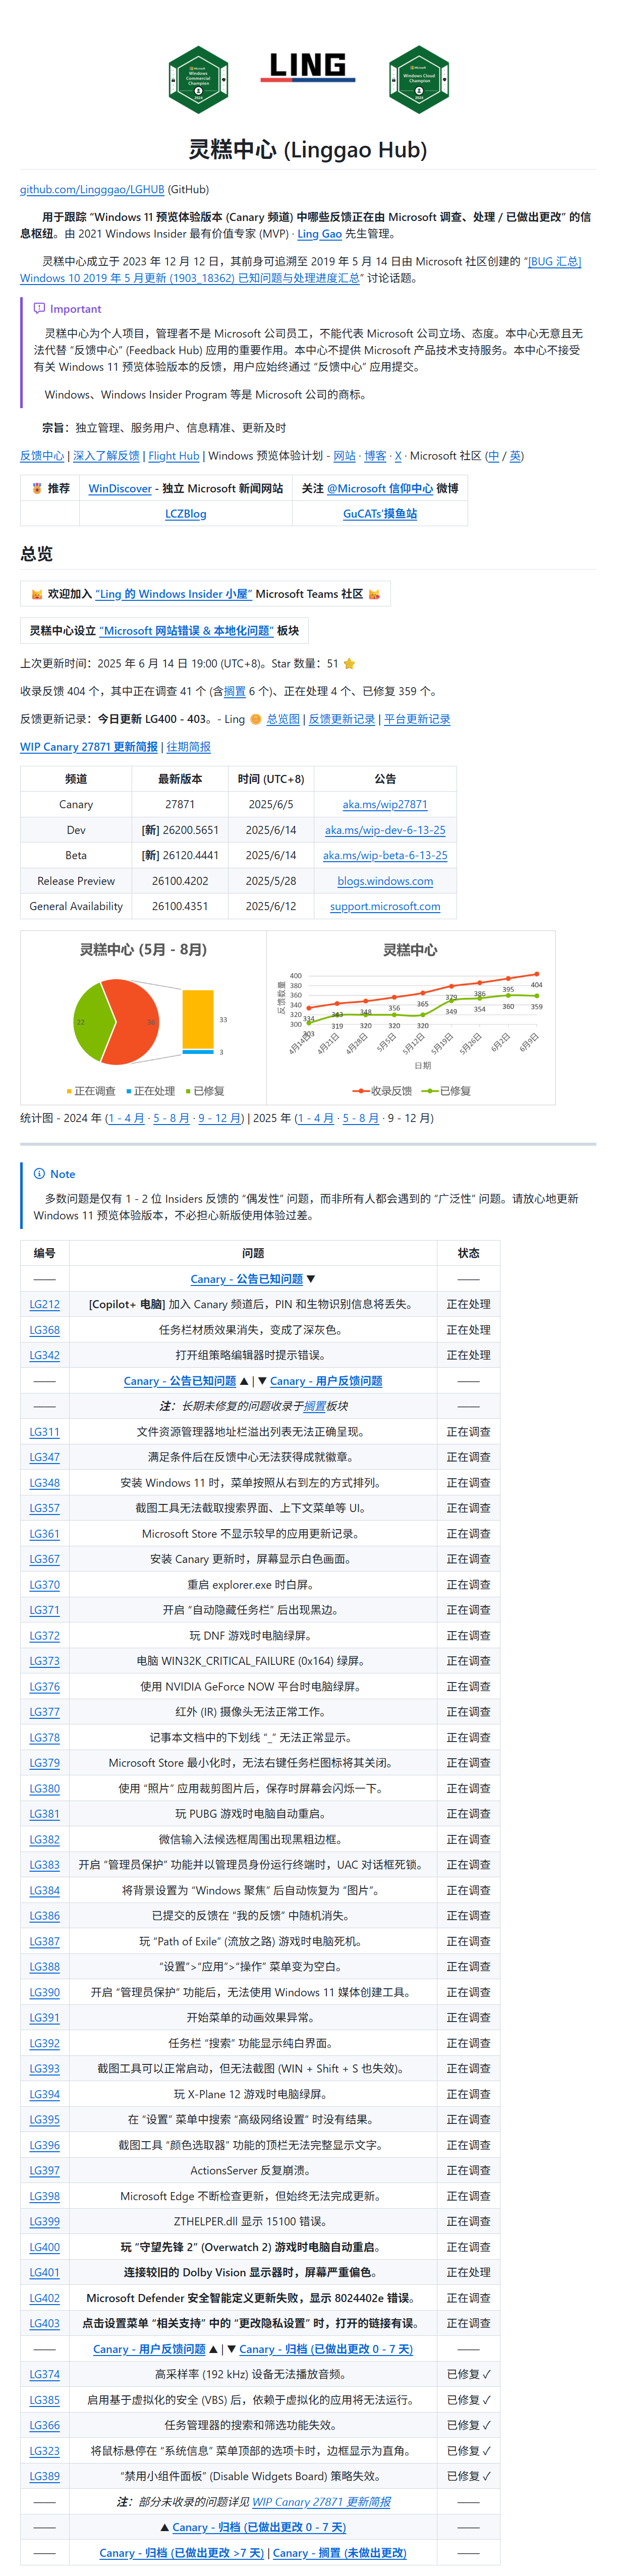 LING
灵糕中心 (Linggao Hub)
github.com/Lingggao/LGHUB (GitHub)
用于跟踪 “Windows 11 预览体验版本 (Canary 频道) 中哪些反馈正在由 Microsoft 调查、处理 / 已做出更改” 的信
息枢纽。由 2021 Windows Insider 最有价值专家 (MVP) · Ling Gao 先生管理。
灵糕中心成立于 2023 年 12 月 12 日，其前身可追溯至 2019 年 5 月 14 日由 Microsoft 社区创建的 “[BUG 汇总]
Windows 10 2019 年 5 月更新 (1903_18362) 已知问题与处理进度汇总” 讨论话题。
Important
灵糕中心为个人项目，管理者不是 Microsoft 公司员工，不能代表 Microsoft 公司立场、态度。本中心无意且无
法代替 “反馈中心” (Feedback Hub) 应用的重要作用。本中心不提供 Microsoft 产品技术支持服务。本中心不接受
有关 Windows 11 预览体验版本的反馈，用户应始终通过 “反馈中心” 应用提交。
Windows、Windows Insider Program 等是 Microsoft 公司的商标。
宗旨：独立管理、服务用户、信息精准、更新及时
反馈中心 | 深入了解反馈 | Flight Hub | Windows 预览体验计划 - 网站 · 博客 · X · Microsoft 社区 (中 / 英)
🏅 推荐 WinDiscover - 独立 Microsoft 新闻网站 关注 @Microsoft 信仰中心 微博
LCZBlog GuCATs'摸鱼站
总览
欢迎加入 “Ling 的 Windows Insider 小屋” Microsoft Teams 社区
灵糕中心设立 “Microsoft 网站错误 & 本地化问题” 板块
上次更新时间：2025 年 6 月 14 日 19:00 (UTC+8)。Star 数量：51 ⭐
收录反馈 404 个，其中正在调查 41 个 (含搁置 6 个)、正在处理 4 个、已修复 359 个。
反馈更新记录：今日更新 LG400 - 403。- Ling 总览图 | 反馈更新记录 | 平台更新记录
WIP Canary 27871 更新简报 | 往期简报
频道 最新版本 时间 (UTC+8) 公告
Canary 27871 2025/6/5 aka.ms/wip27871
Dev [新] 26200.5651 2025/6/14 aka.ms/wip-dev-6-13-25
Beta [新] 26120.4441 2025/6/14 aka.ms/wip-beta-6-13-25
Release Preview 26100.4202 2025/5/28 blogs.windows.com
General Availability 26100.4351 2025/6/12 support.microsoft.com
灵糕中心 (5月 - 8月)
22 36 33 3
正在调查 正在处理 已修复
灵糕中心
反馈数量
400
380
360
340
320
300
334 343 348 356 365 379 386 395 404
303 319 320 320 320 349 354 360 359
4月14日 4月21日 4月28日 5月5日 5月12日 5月19日 5月26日 6月2日 6月9日
日期
收录反馈 已修复
统计图 - 2024 年 (1 - 4 月 · 5 - 8 月 · 9 - 12 月) | 2025 年 (1 - 4 月 · 5 - 8 月 · 9 - 12 月)
Note
多数问题是仅有 1 - 2 位 Insiders 反馈的 “偶发性” 问题，而非所有人都会遇到的 “广泛性” 问题。请放心地更新
Windows 11 预览体验版本，不必担心新版使用体验过差。
编号 问题 状态
—— Canary - 公告已知问题 ▼ ——
LG212 [Copilot+ 电脑] 加入 Canary 频道后，PIN 和生物识别信息将丢失。 正在处理
LG368 任务栏材质效果消失，变成了深灰色。 正在处理
LG342 打开组策略编辑器时提示错误。 正在处理
—— Canary - 公告已知问题 ▲ | ▼ Canary - 用户反馈问题 ——
—— 注：长期未修复的问题收录于搁置板块 ——
LG311 文件资源管理器地址栏溢出列表无法正确呈现。 正在调查
LG347 满足条件后在反馈中心无法获得成就徽章。 正在调查
LG348 安装 Windows 11 时，菜单按照从右到左的方式排列。 正在调查
LG357 截图工具无法截取搜索界面、上下文菜单等 UI。 正在调查
LG361 Microsoft Store 不显示较早的应用更新记录。 正在调查
LG367 安装 Canary 更新时，屏幕显示白色画面。 正在调查
LG370 重启 explorer.exe 时白屏。 正在调查
LG371 开启 “自动隐藏任务栏” 后出现黑边。 正在调查
LG372 玩 DNF 游戏时电脑绿屏。 正在调查
LG373 电脑 WIN32K_CRITICAL_FAILURE (0x164) 绿屏。 正在调查
LG376 使用 NVIDIA GeForce NOW 平台时电脑绿屏。 正在调查
LG377 红外 (IR) 摄像头无法正常工作。 正在调查
LG378 记事本文档中的下划线 “_” 无法正常显示。 正在调查
LG379 Microsoft Store 最小化时，无法右键任务栏图标将其关闭。 正在调查
LG380 使用 “照片” 应用裁剪图片后，保存时屏幕会闪烁一下。 正在调查
LG381 玩 PUBG 游戏时电脑自动重启。 正在调查
LG382 微信输入法候选框周围出现黑粗边框。 正在调查
LG383 开启 “管理员保护” 功能并以管理员身份运行终端时，UAC 对话框死锁。 正在调查
LG384 将背景设置为 “Windows 聚焦” 后自动恢复为 “图片”。 正在调查
LG386 已提交的反馈在 “我的反馈” 中随机消失。 正在调查
LG387 玩 “Path of Exile” (流放之路) 游戏时电脑死机。 正在调查
LG388 “设置”>“应用”>“操作” 菜单变为空白。 正在调查
LG390 开启 “管理员保护” 功能后，无法使用 Windows 11 媒体创建工具。 正在调查
LG391 开始菜单的动画效果异常。 正在调查
LG392 任务栏 “搜索” 功能显示纯白界面。 正在调查
LG393 截图工具可以正常启动，但无法截图 (WIN + Shift + S 也失效)。 正在调查
LG394 玩 X-Plane 12 游戏时电脑绿屏。 正在调查
LG395 在 “设置” 菜单中搜索 “高级网络设置” 时没有结果。 正在调查
LG396 截图工具 “颜色选取器” 功能的顶栏无法完整显示文字。 正在调查
LG397 ActionsServer 反复崩溃。 正在调查
LG398 Microsoft Edge 不断检查更新，但始终无法完成更新。 正在调查
LG399 ZTHELPER.dll 显示 15100 错误。 正在调查
LG400 玩 “守望先锋 2” (Overwatch 2) 游戏时电脑自动重启。 正在调查
LG401 连接较旧的 Dolby Vision 显示器时，屏幕严重偏色。 正在处理
LG402 Microsoft Defender 安全智能定义更新失败，显示 8024402e 错误。 正在调查
LG403 点击设置菜单 “相关支持” 中的 “更改隐私设置” 时，打开的链接有误。 正在调查
—— Canary - 用户反馈问题 ▲ | ▼ Canary - 归档 (已做出更改 0 - 7 天) ——
LG374 高采样率 (192 kHz) 设备无法播放音频。 已修复 ✓
LG385 启用基于虚拟化的安全 (VBS) 后，依赖于虚拟化的应用将无法运行。 已修复 ✓
LG366 任务管理器的搜索和筛选功能失效。 已修复 ✓
LG323 将鼠标悬停在 “系统信息” 菜单顶部的选项卡时，边框显示为直角。 已修复 ✓
LG389 “禁用小组件面板” (Disable Widgets Board) 策略失效。 已修复 ✓
—— 注：部分未收录的问题详见 WIP Canary 27871 更新简报 ——
—— ▲ Canary - 归档 (已做出更改 0 - 7 天) ——
—— Canary - 归档 (已做出更改 >7 天) | Canary - 搁置 (未做出更改) ——